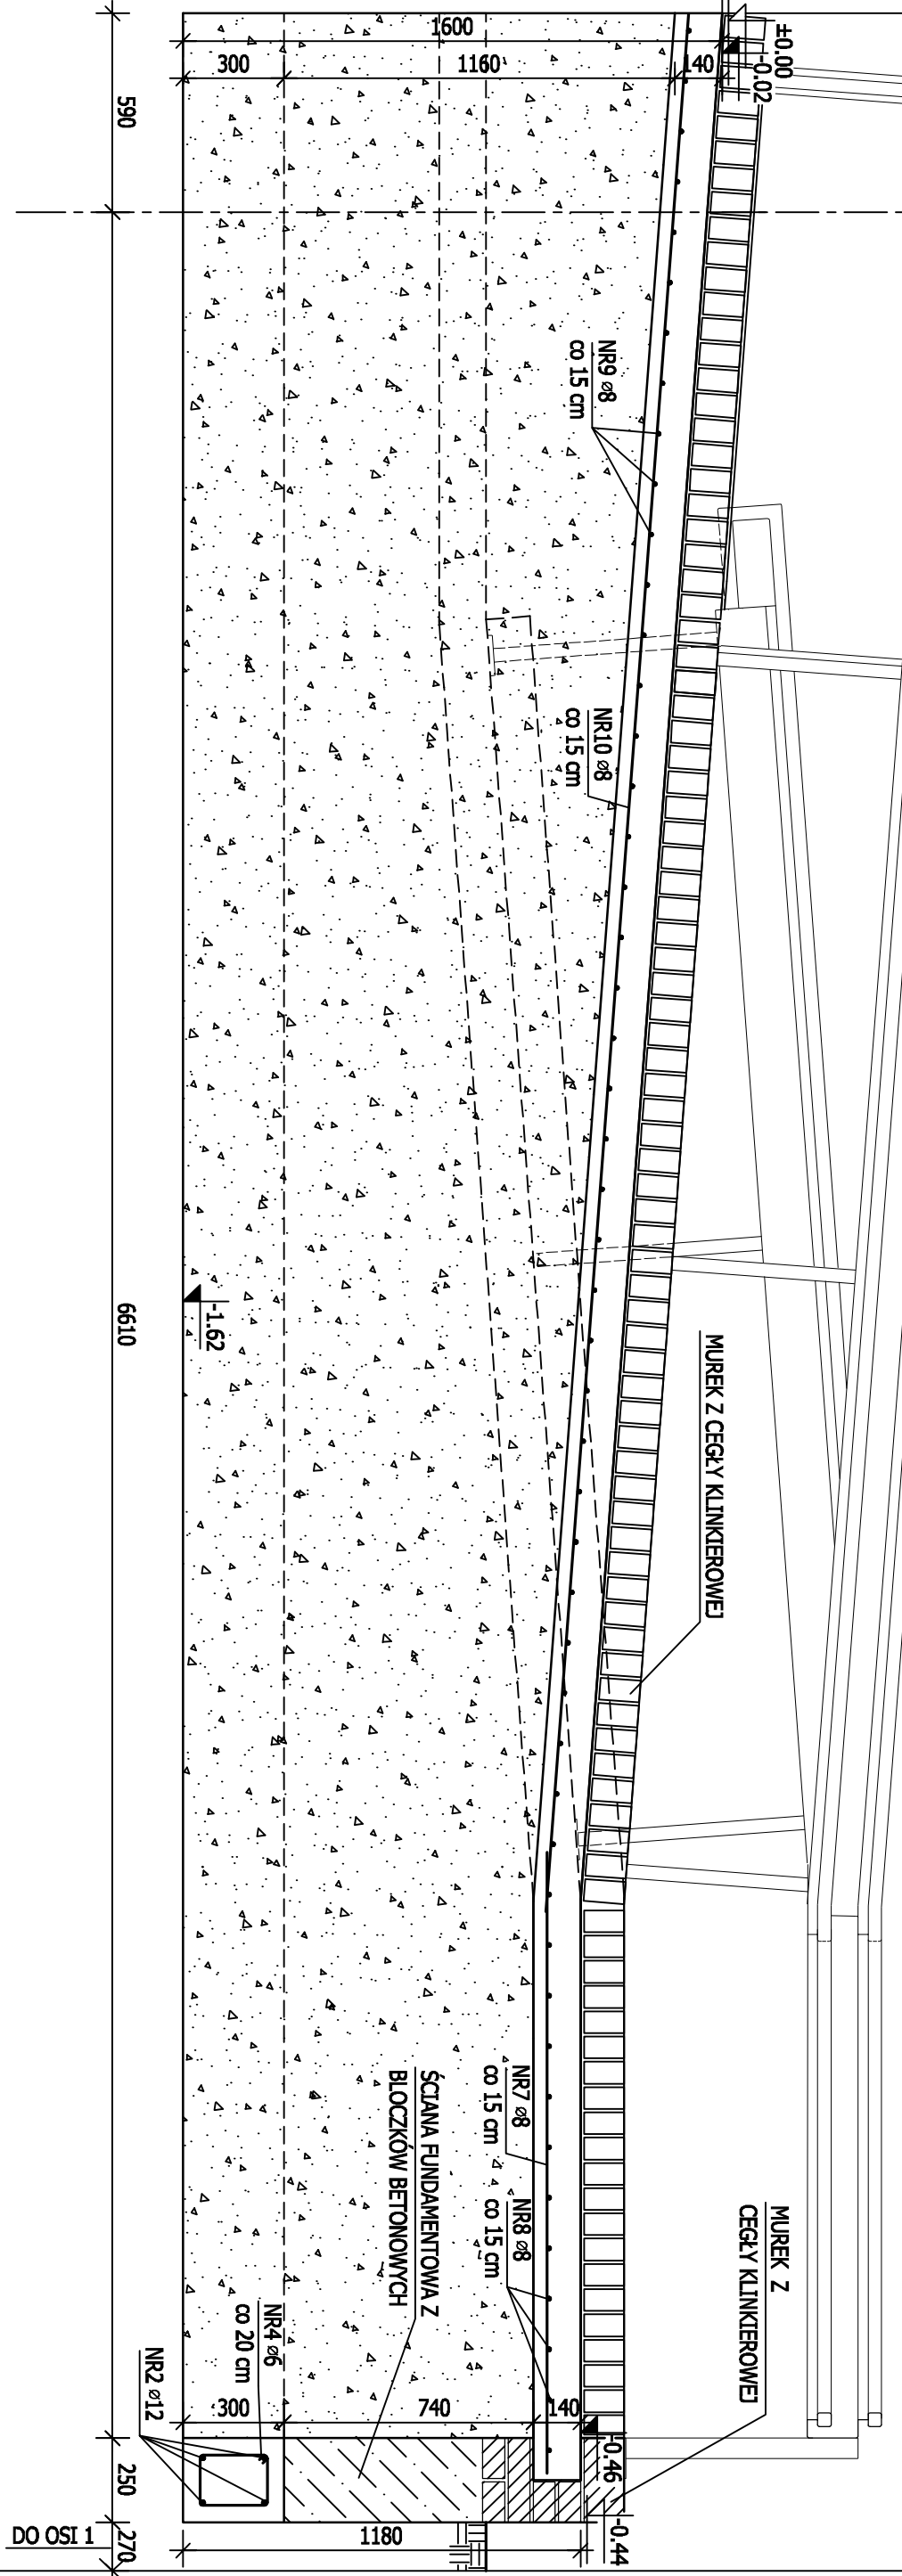 ±0.00
-0.02
1600
300
1160
140
590
NR9 ø8
co 15 cm
NR10 ø8
co 15 cm
-1.62
6610
MUREK Z CEGŁY KLINKIEROWEJ
NR7 ø8
co 15 cm
NR8 ø8
co 15 cm
ŚCIANA FUNDAMENTOWA Z
BLOCZKÓW BETONOWYCH
MUREK Z
CEGŁY KLINKIEROWEJ
NR4 ø6
co 20 cm
NR2 ø12
300
740
140
-0.46
-0.44
250
270
1180
DO OSI 1